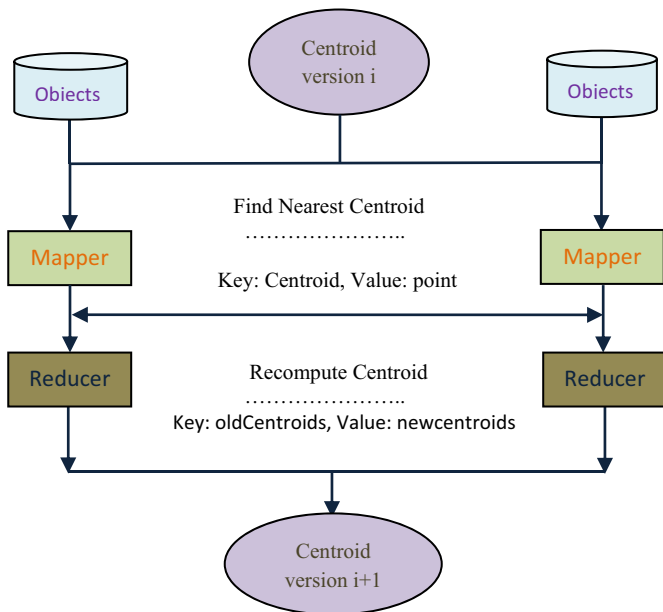 Centroid
version i
Objects
Objects
Find Nearest Centroid
…………………..
Mapper
Mapper
Key: Centroid, Value: point
Reducer
Recompute Centroid
Reducer
…………………..
Key: oldCentroids, Value: newcentroids
Centroid
version i+1